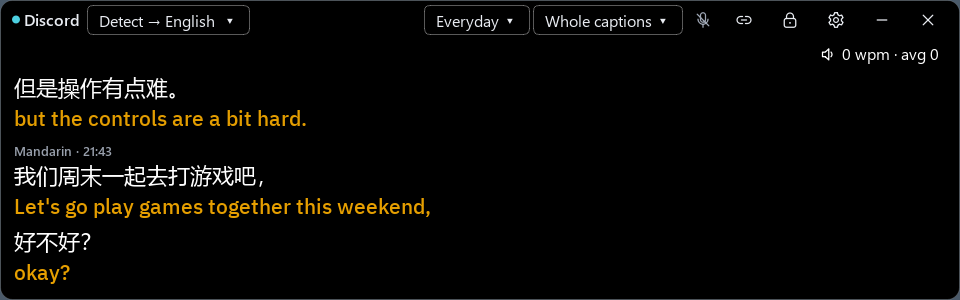 Discord Detect → English Everyday Whole captions
0 wpm · avg 0
但是操作有点难。
but the controls are a bit hard.
Mandarin · 21:43
我们周末一起去打游戏吧，
Let's go play games together this weekend,
好不好？
okay?